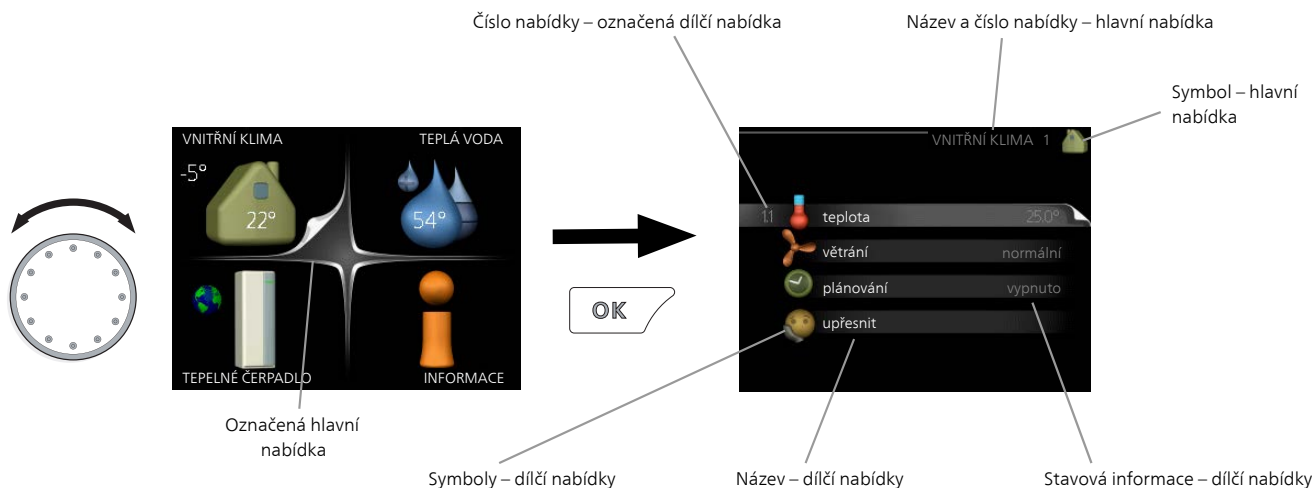 Číslo nabídky – označená dílčí nabídka
Název a číslo nabídky – hlavní nabídka
Symbol – hlavní
nabídka
VNITŘNÍ KLIMA
TEPLÁ VODA
-5°
22°
54°
TEPELNÉ ČERPADLO
INFORMACE
Označená hlavní
nabídka
OK
VNITŘNÍ KLIMA 1
1.1 teplota 25.0°
větrání normální
plánování vypnuto
upřesnit
Symboly – dílčí nabídky
Název – dílčí nabídky
Stavová informace – dílčí nabídky